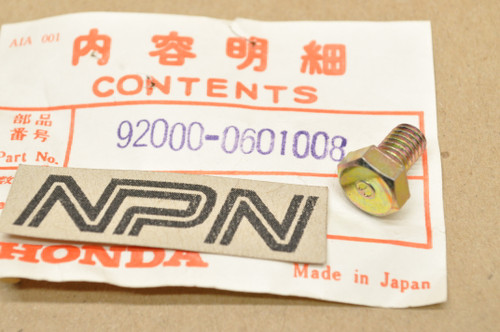 AIA 001
内容明細
CONTENTS
部品
番号
92000-0601008
Part No.
NPN
HONDA
Made in Japan